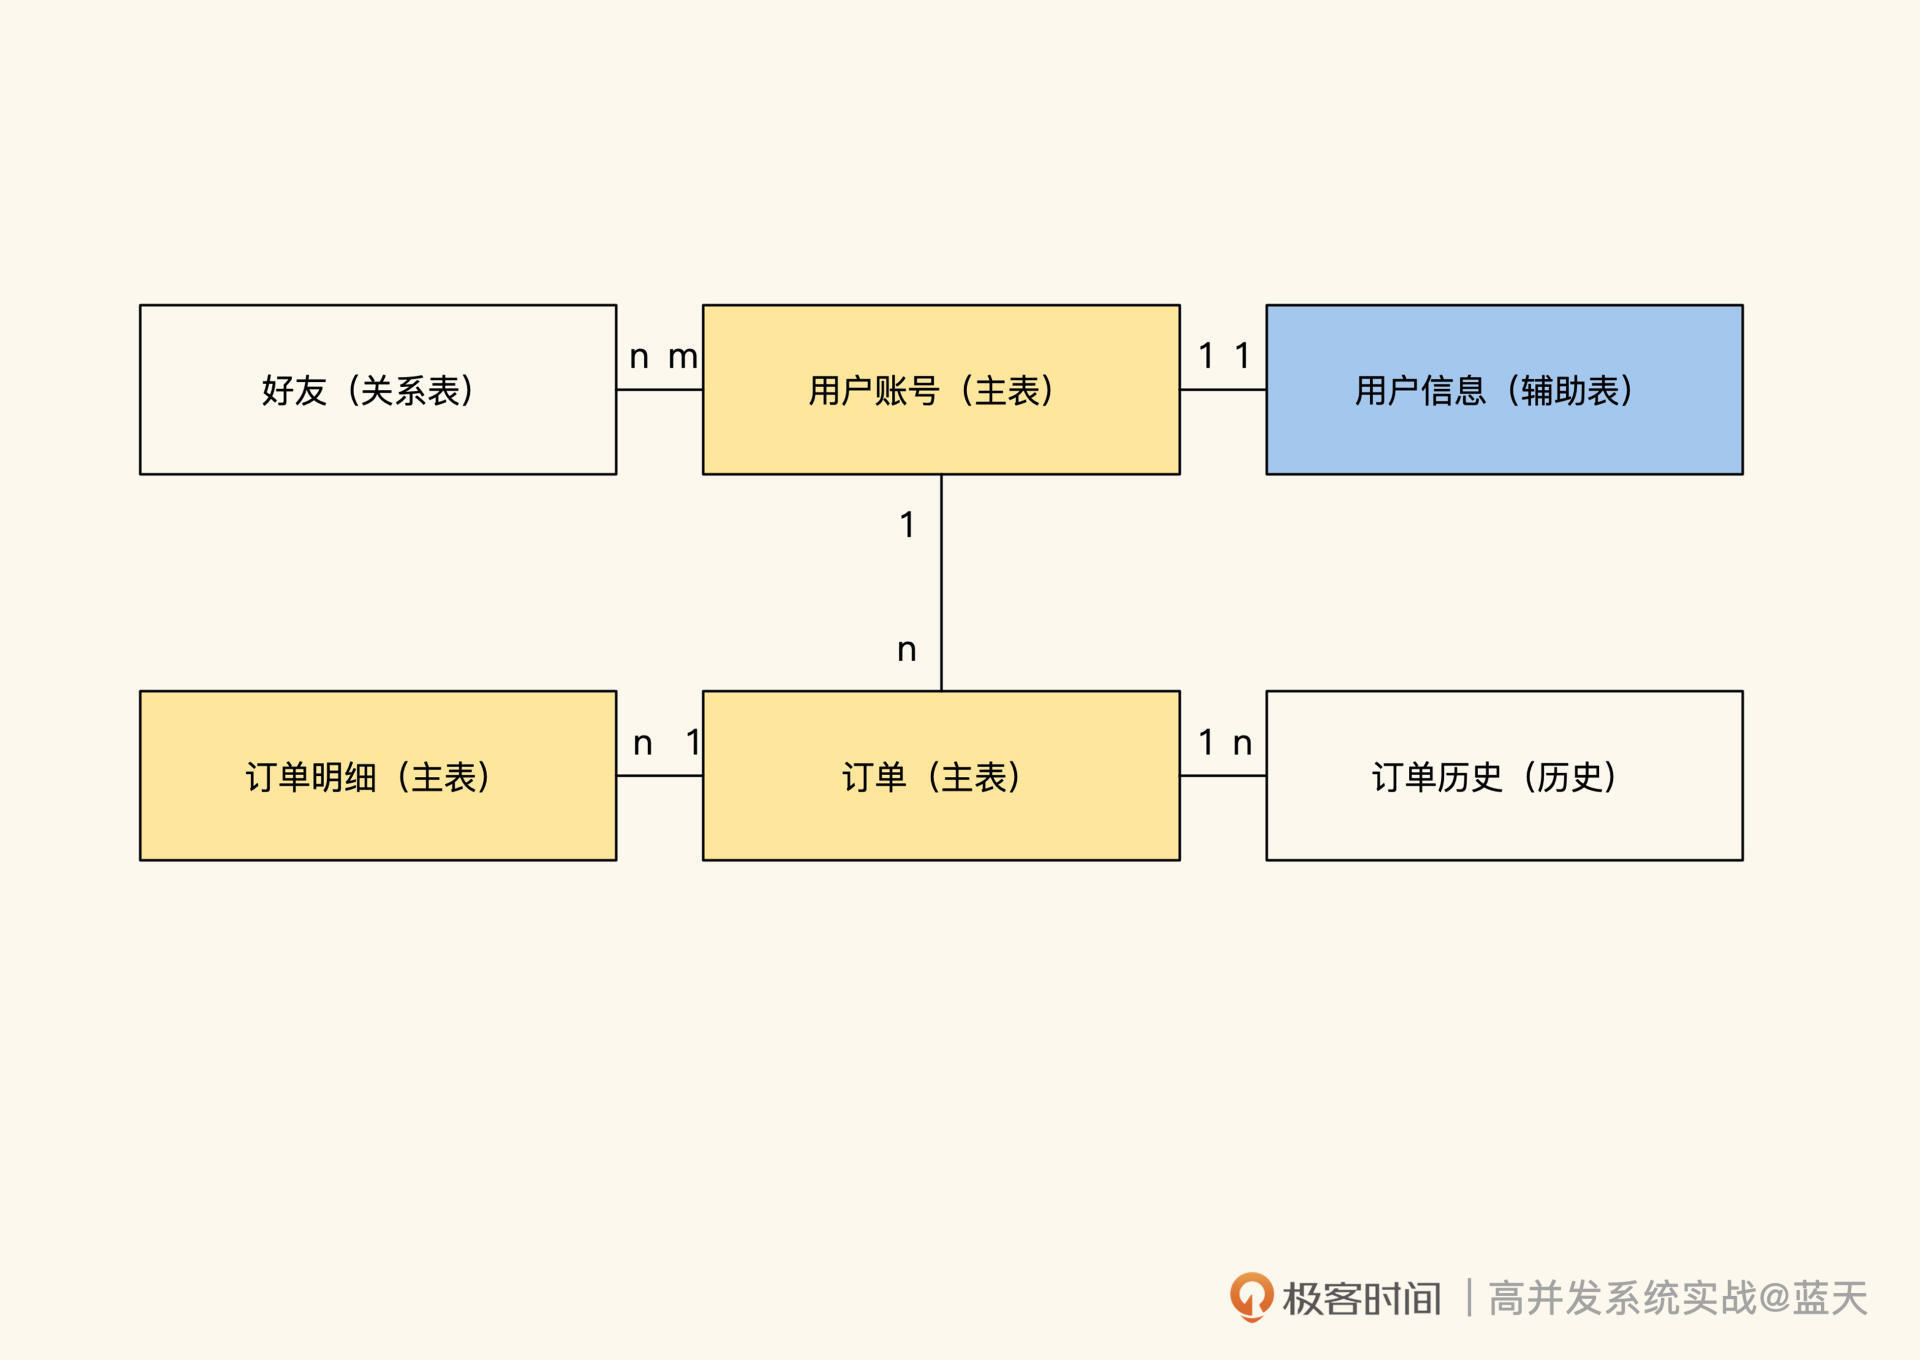 好友（关系表）
n m
用户账号（主表）
1 1
用户信息（辅助表）
1
n
订单明细（主表）
n 1
订单（主表）
1 n
订单历史（历史）
极客时间 | 高并发系统实战@蓝天